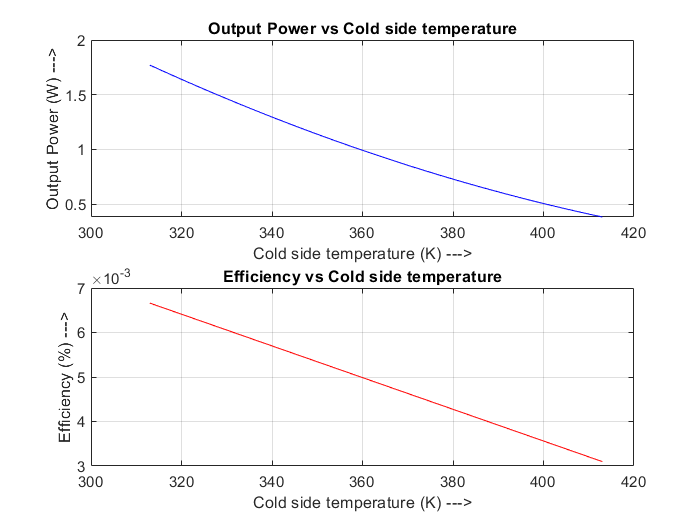 Output Power vs Cold side temperature
2
1.5
1
0.5
Output Power (W) --->
300 320 340 360 380 400 420
Cold side temperature (K) --->
×10-3
Efficiency vs Cold side temperature
7
6
5
4
3
Efficiency (%) --->
300 320 340 360 380 400 420
Cold side temperature (K) --->